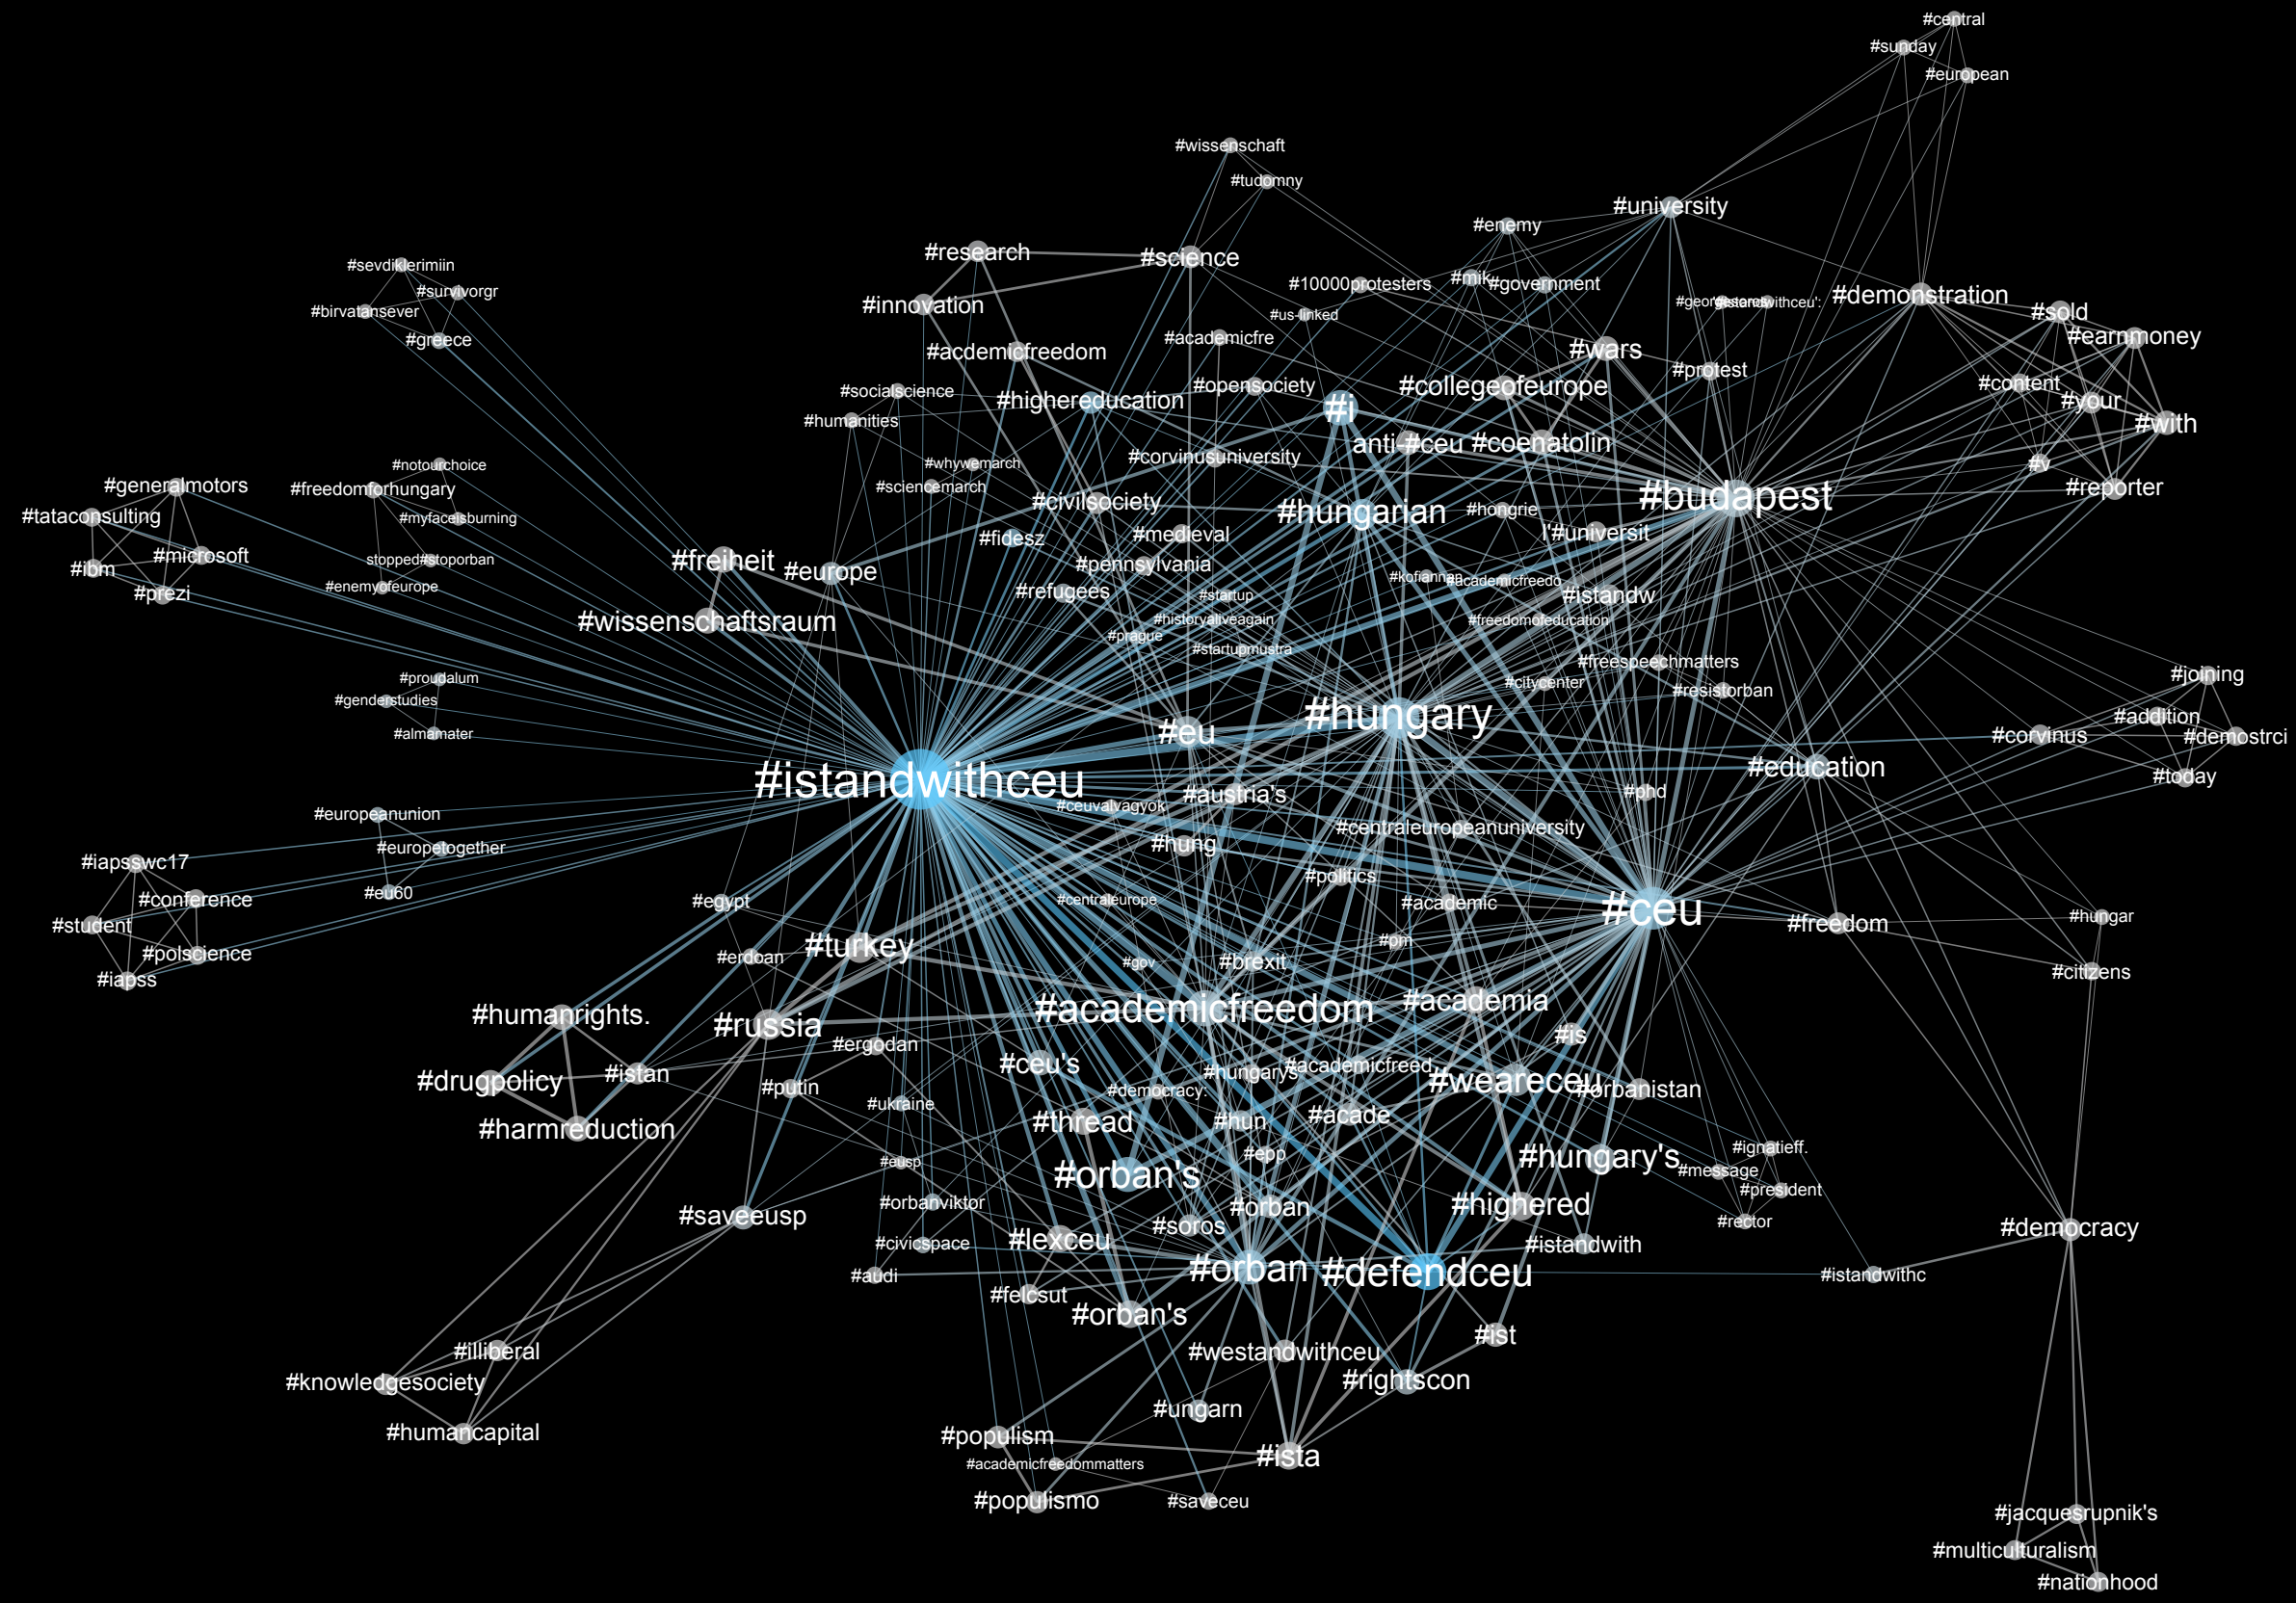 #central
#sunday
#european
#wissenschaft
#tudomny
#university
#enemy
#research
#science
#sevdiklerimiin
#survivorgr
#birvatansever
#greece
#innovation
#10000protesters
#mik
#government
#us-linked
#demonstration
#sold
#earnmoney
#academicfre
#acdemicfreedom
#wars
#protest
#content
#your
#with
#socialscience
#highereducation
#opensociety
#collegeofeurope
#i
#humanities
anti-#ceu
#coenatolin
#corvinusuniversity
#whywemarch
#sciencemarch
#v
#reporter
#notourchoice
#generalmotors
#freedomforhungary
#tataconsulting
#myfaceisburning
#civilsociety
#hungarian
#hongrie
#budapest
#fidesz
#medieval
l'#universit
#microsoft
stopped#stoporban
#ibm
#freiheit
#europe
#pennsylvania
#enemyofeurope
#prezi
#refugees
#kofiannan
#academicfreedo
#istandw
#startup
#wissenschaftsraum
#historyaliveagain
#freedomofeducation
#prague
#startupmustra
#freespeechmatters
#citycenter
#resistorban
#joining
#proudalum
#genderstudies
#almamater
#hungary
#addition
#eu
#corvinus
#demostrci
#education
#today
#istandwithceu
#austria's
#phd
#ceuvalvagyok
#europeanunion
#centraleuropeanuniversity
#europetogether
#hung
#iapsswc17
#politics
#eu60
#conference
#egypt
#centraleurope
#academic
#ceu
#student
#freedom
#hungar
#polscience
#turkey
#erdoan
#pm
#gov
#brexit
#iapss
#citizens
#academicfreedom
#academia
#humanrights.
#russia
#is
#ergodan
#ceu's
#istan
#hungary's
#academicfreed
#drugpolicy
#putin
#democracy:
#weareceu
#orbanistan
#ukraine
#harmreduction
#thread
#hun
#acade
#epp
#hungary's
#ignatieff.
#eusp
#message
#orban's
#president
#orbanviktor
#orban
#highered
#saveeusp
#soros
#rector
#democracy
#civicspace
#lexceu
#istandwith
#audi
#orban
#defendceu
#istandwithc
#felcsut
#orban's
#ist
#illiberal
#westandwithceu
#knowledgesociety
#rightscon
#ungarn
#humancapital
#populism
#ista
#academicfreedommatters
#populismo
#saveceu
#jacquesrupnik's
#multiculturalism
#nationhood